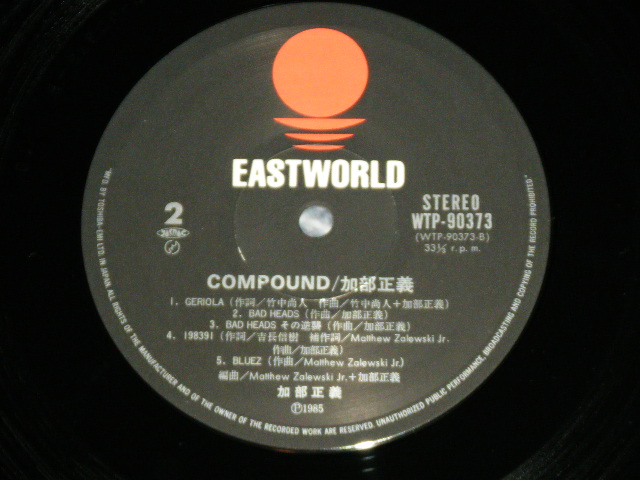 EASTWORLD
2
STEREO
WTP-90373
(WTP-90373-B)
33⅓ r.p.m.
COMPOUND/加部正義
1. GERIOLA(作詞/竹中尚人 作曲/竹中尚人+加部正義)
2. BAD HEADS(作曲/加部正義)
3. BAD HEADS その逆襲(作曲/加部正義)
4. 198391(作詞/吉長信樹 補作詞/Matthew Zalewski Jr.
作曲/加部正義)
5. BLUEZ(作曲/Matthew Zalewski Jr.)
編曲/Matthew Zalewski Jr.+加部正義
加部正義
Ⓟ1985
"MF'D. BY TOSHIBA-EMI LTD. IN JAPAN ALL RIGHTS OF THE MANUFACTURER AND OF THE OWNER OF THE RECORDED WORK ARE RESERVED. UNAUTHORIZED PUBLIC PERFORMANCE, BROADCASTING AND COPYING OF THE RECORD PROHIBITED"